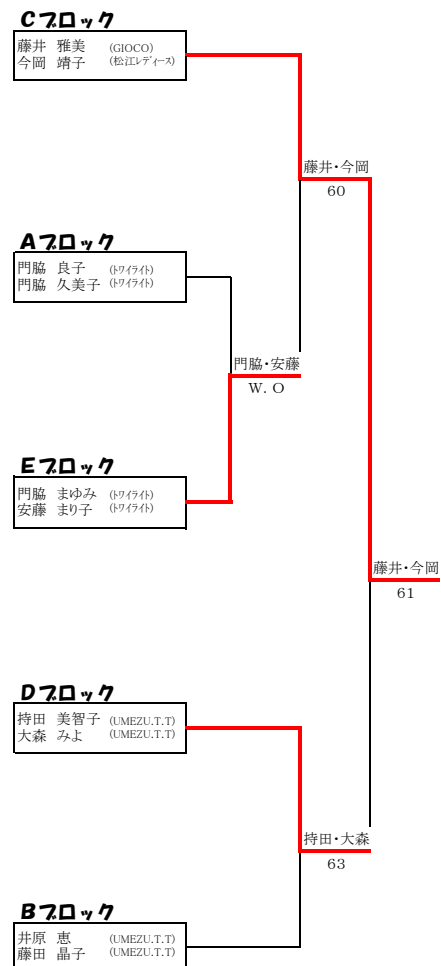 Cブロック
藤井 雅美 (GIOCO)
今岡 靖子 (松江レディース)
藤井・今岡
60
Aブロック
門脇 良子 (トワイライト)
門脇 久美子 (トワイライト)
門脇・安藤
W.O
Eブロック
門脇 まゆみ (トワイライト)
安藤 まり子 (トワイライト)
藤井・今岡
61
Dブロック
持田 美智子 (UMEZU.T.T)
大森 みよ (UMEZU.T.T)
持田・大森
63
Bブロック
井原 恵 (UMEZU.T.T)
藤田 晶子 (UMEZU.T.T)